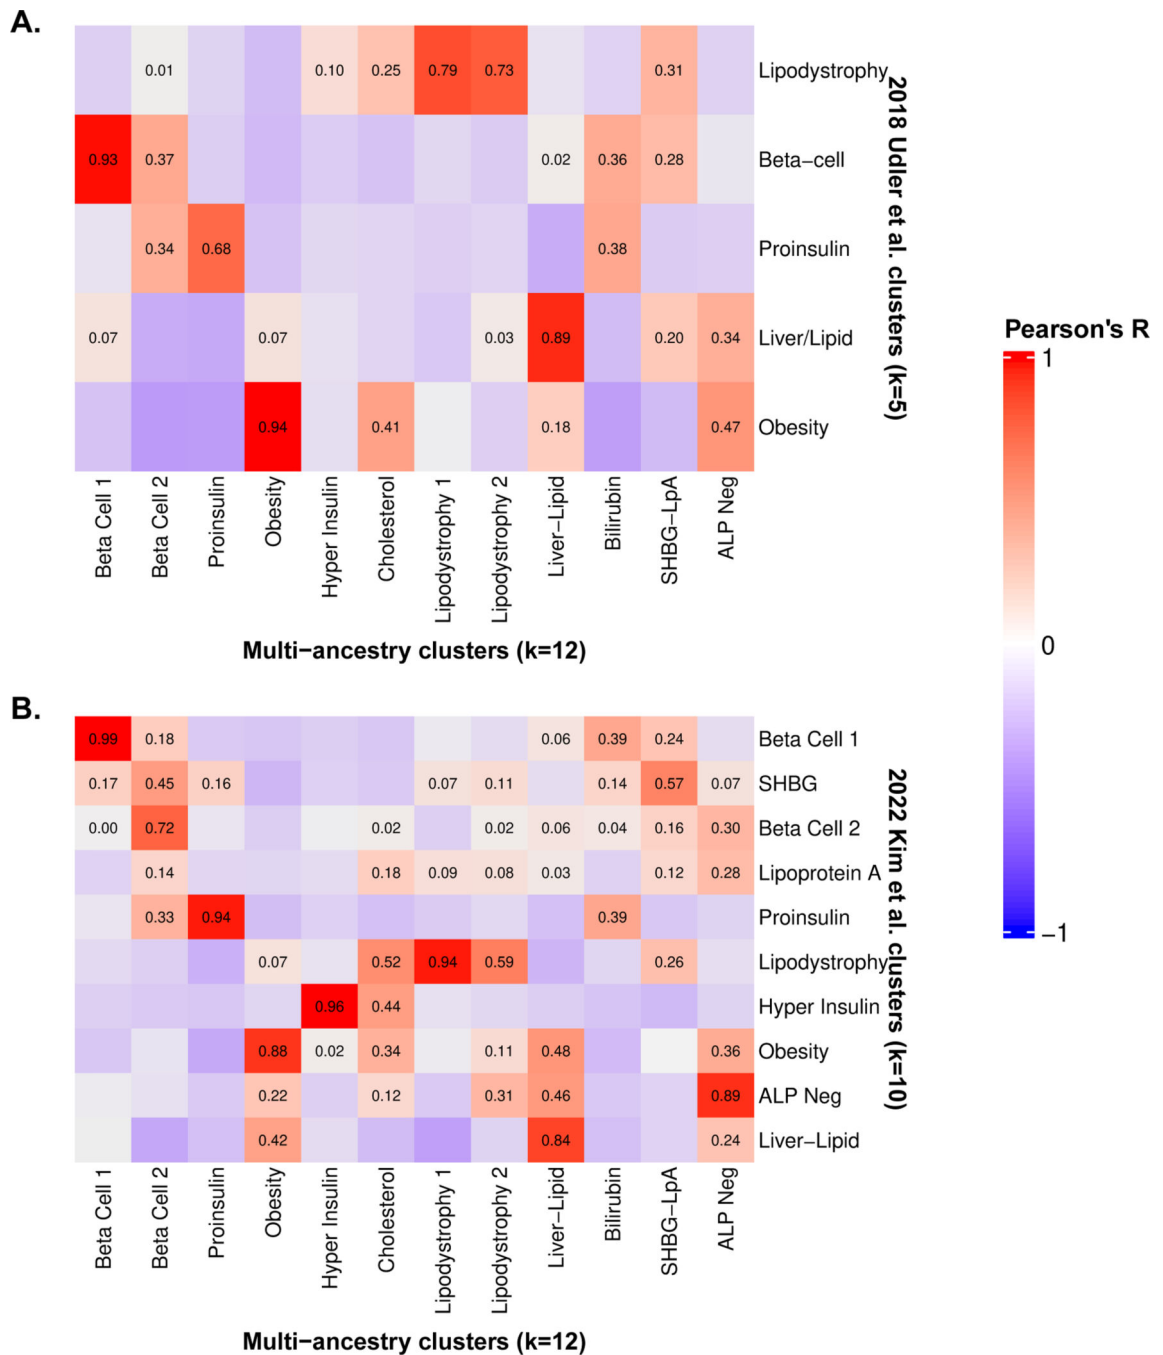 A.
0.01 0.10 0.25 0.79 0.73 0.31 Lipodystrophy
0.93 0.37 0.02 0.36 0.28 Beta−cell
0.34 0.68 0.38 Proinsulin
0.07 0.07 0.03 0.89 0.20 0.34 Liver/Lipid
0.94 0.41 0.18 0.47 Obesity
2018 Udler et al. clusters (k=5)
Beta Cell 1
Beta Cell 2
Proinsulin
Obesity
Hyper Insulin
Cholesterol
Lipodystrophy 1
Lipodystrophy 2
Liver−Lipid
Bilirubin
SHBG−LpA
ALP Neg
Multi−ancestry clusters (k=12)
Pearson's R
1
0
−1
B.
0.99 0.18 0.06 0.39 0.24 Beta Cell 1
0.17 0.45 0.16 0.07 0.11 0.14 0.57 0.07 SHBG
0.00 0.72 0.02 0.02 0.06 0.04 0.16 0.30 Beta Cell 2
0.14 0.18 0.09 0.08 0.03 0.12 0.28 Lipoprotein A
0.33 0.94 0.39 Proinsulin
0.07 0.52 0.94 0.59 0.26 Lipodystrophy
0.96 0.44 Hyper Insulin
0.88 0.02 0.34 0.11 0.48 0.36 Obesity
0.22 0.12 0.31 0.46 0.89 ALP Neg
0.42 0.84 0.24 Liver−Lipid
2022 Kim et al. clusters (k=10)
Beta Cell 1
Beta Cell 2
Proinsulin
Obesity
Hyper Insulin
Cholesterol
Lipodystrophy 1
Lipodystrophy 2
Liver−Lipid
Bilirubin
SHBG−LpA
ALP Neg
Multi−ancestry clusters (k=12)